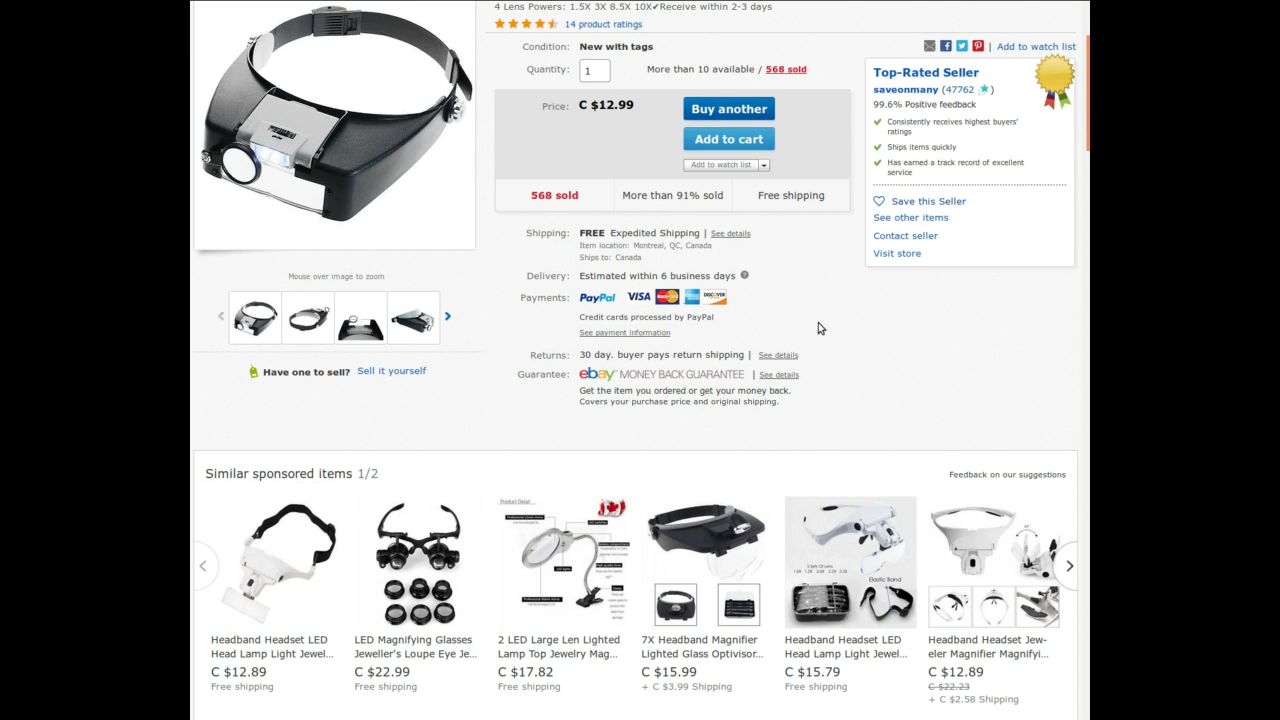 4 Lens Powers: 1.5X 3X 8.5X 10X✔Receive within 2-3 days
14 product ratings
Condition: New with tags
Quantity: 1 More than 10 available / 568 sold
Price: C $12.99
Buy another
Add to cart
Add to watch list
568 sold More than 91% sold Free shipping
Shipping: FREE Expedited Shipping | See details
Item location: Montreal, QC, Canada
Ships to: Canada
Delivery: Estimated within 6 business days
Payments: PayPal VISA MasterCard DISCOVER
Credit cards processed by PayPal
See payment information
Returns: 30 day, buyer pays return shipping | See details
Guarantee: ebay MONEY BACK GUARANTEE | See details
Get the item you ordered or get your money back.
Covers your purchase price and original shipping.
| Add to watch list
Top-Rated Seller
saveonmany (47762 )
99.6% Positive feedback
Consistently receives highest buyers'
ratings
Ships items quickly
Has earned a track record of excellent
service
Save this Seller
See other items
Contact seller
Visit store
Mouse over image to zoom
Have one to sell? Sell it yourself
Similar sponsored items 1/2
Feedback on our suggestions
Product Detail
3 Sets Of Lens
Elastic Band
Headband Headset LED
Head Lamp Light Jewel...
C $12.89
Free shipping
LED Magnifying Glasses
Jeweller's Loupe Eye Je...
C $22.99
Free shipping
2 LED Large Len Lighted
Lamp Top Jewelry Mag...
C $17.82
Free shipping
7X Headband Magnifier
Lighted Glass Optivisor...
C $15.99
+ C $3.99 Shipping
Headband Headset LED
Head Lamp Light Jewel...
C $15.79
Free shipping
Headband Headset Jew-
eler Magnifier Magnifyi...
C $12.89
C $22.23
+ C $2.58 Shipping